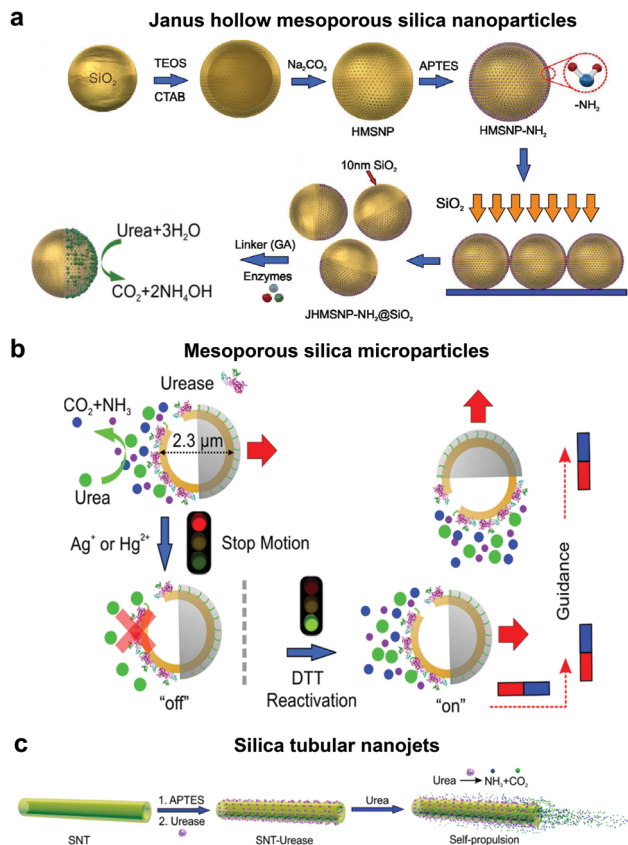 a
Janus hollow mesoporous silica nanoparticles
SiO₂
TEOS
CTAB
Na₂CO₃
HMSNP
APTES
HMSNP-NH₂
-NH₂
10nm SiO₂
SiO₂
Urea+3H₂O
CO₂+2NH₄OH
Linker (GA)
Enzymes
JHMSNP-NH₂@SiO₂
b
Mesoporous silica microparticles
Urease
CO₂+NH₃
2.3 μm
Urea
Ag⁺ or Hg²⁺
Stop Motion
Guidance
DTT
Reactivation
“off”
“on”
c
Silica tubular nanojets
1. APTES
2. Urease
Urea
Urea NH₃+CO₂
SNT
SNT-Urease
Self-propulsion